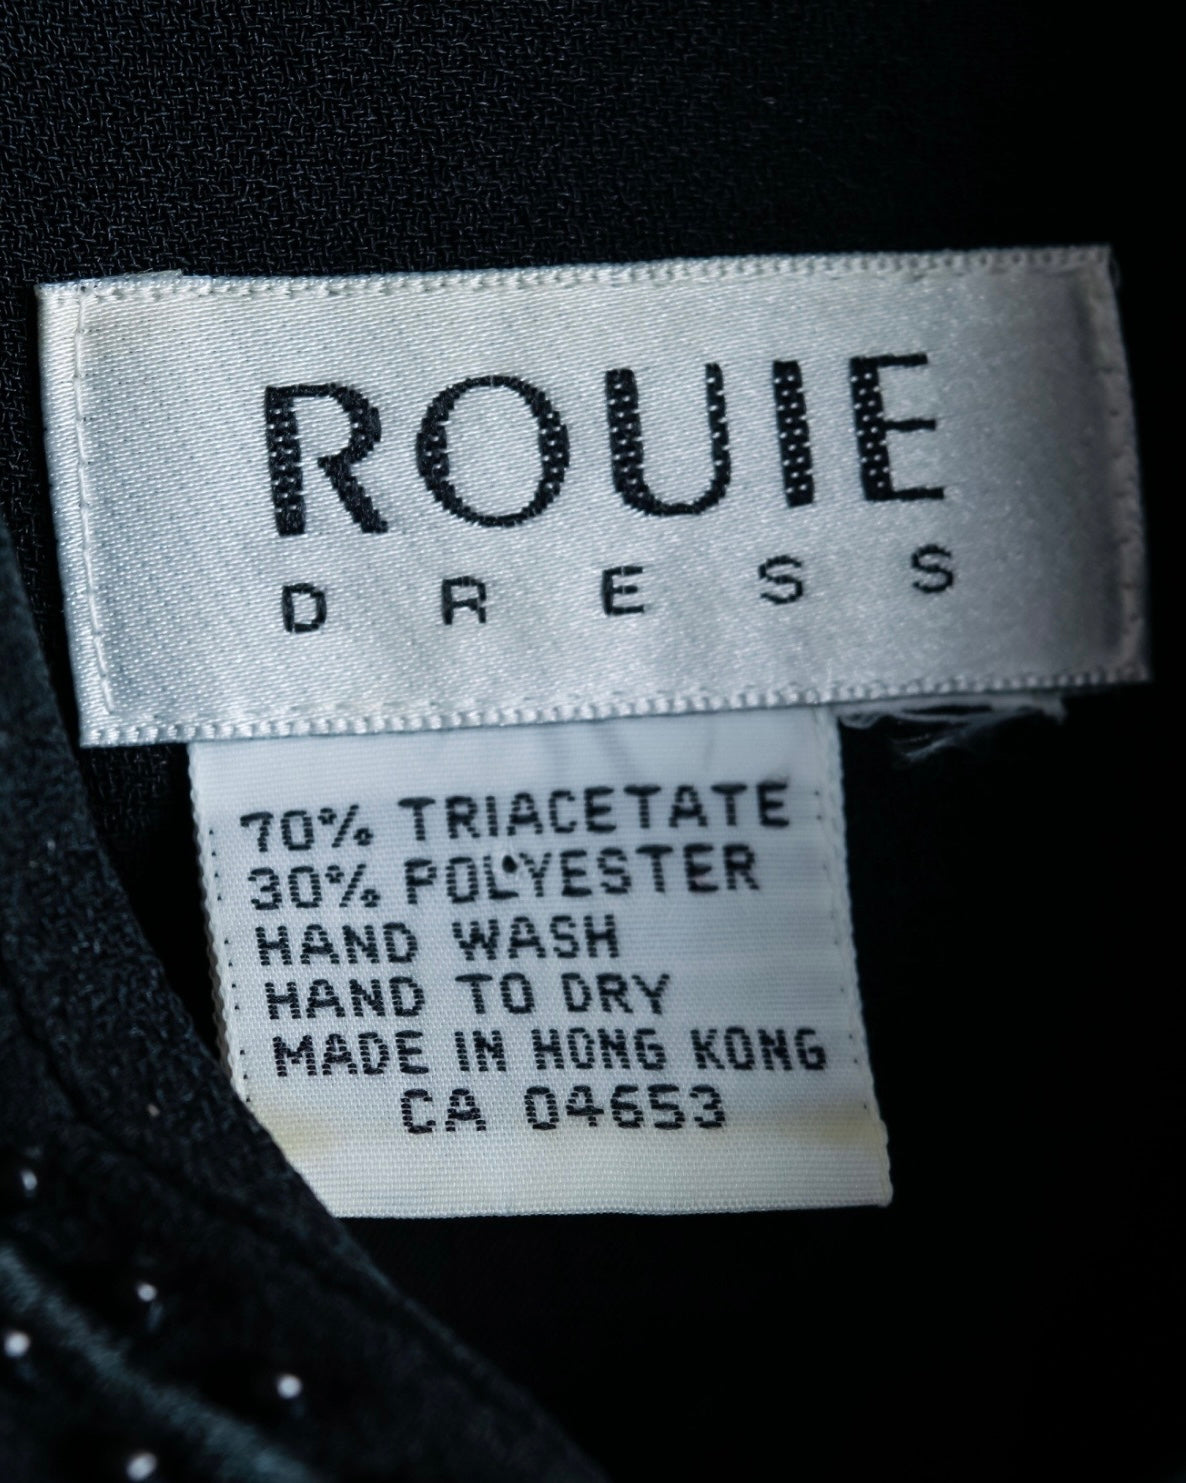 ROUIE
DRESS
70% TRIACETATE
30% POLYESTER
HAND WASH
HAND TO DRY
MADE IN HONG KONG
CA 04653